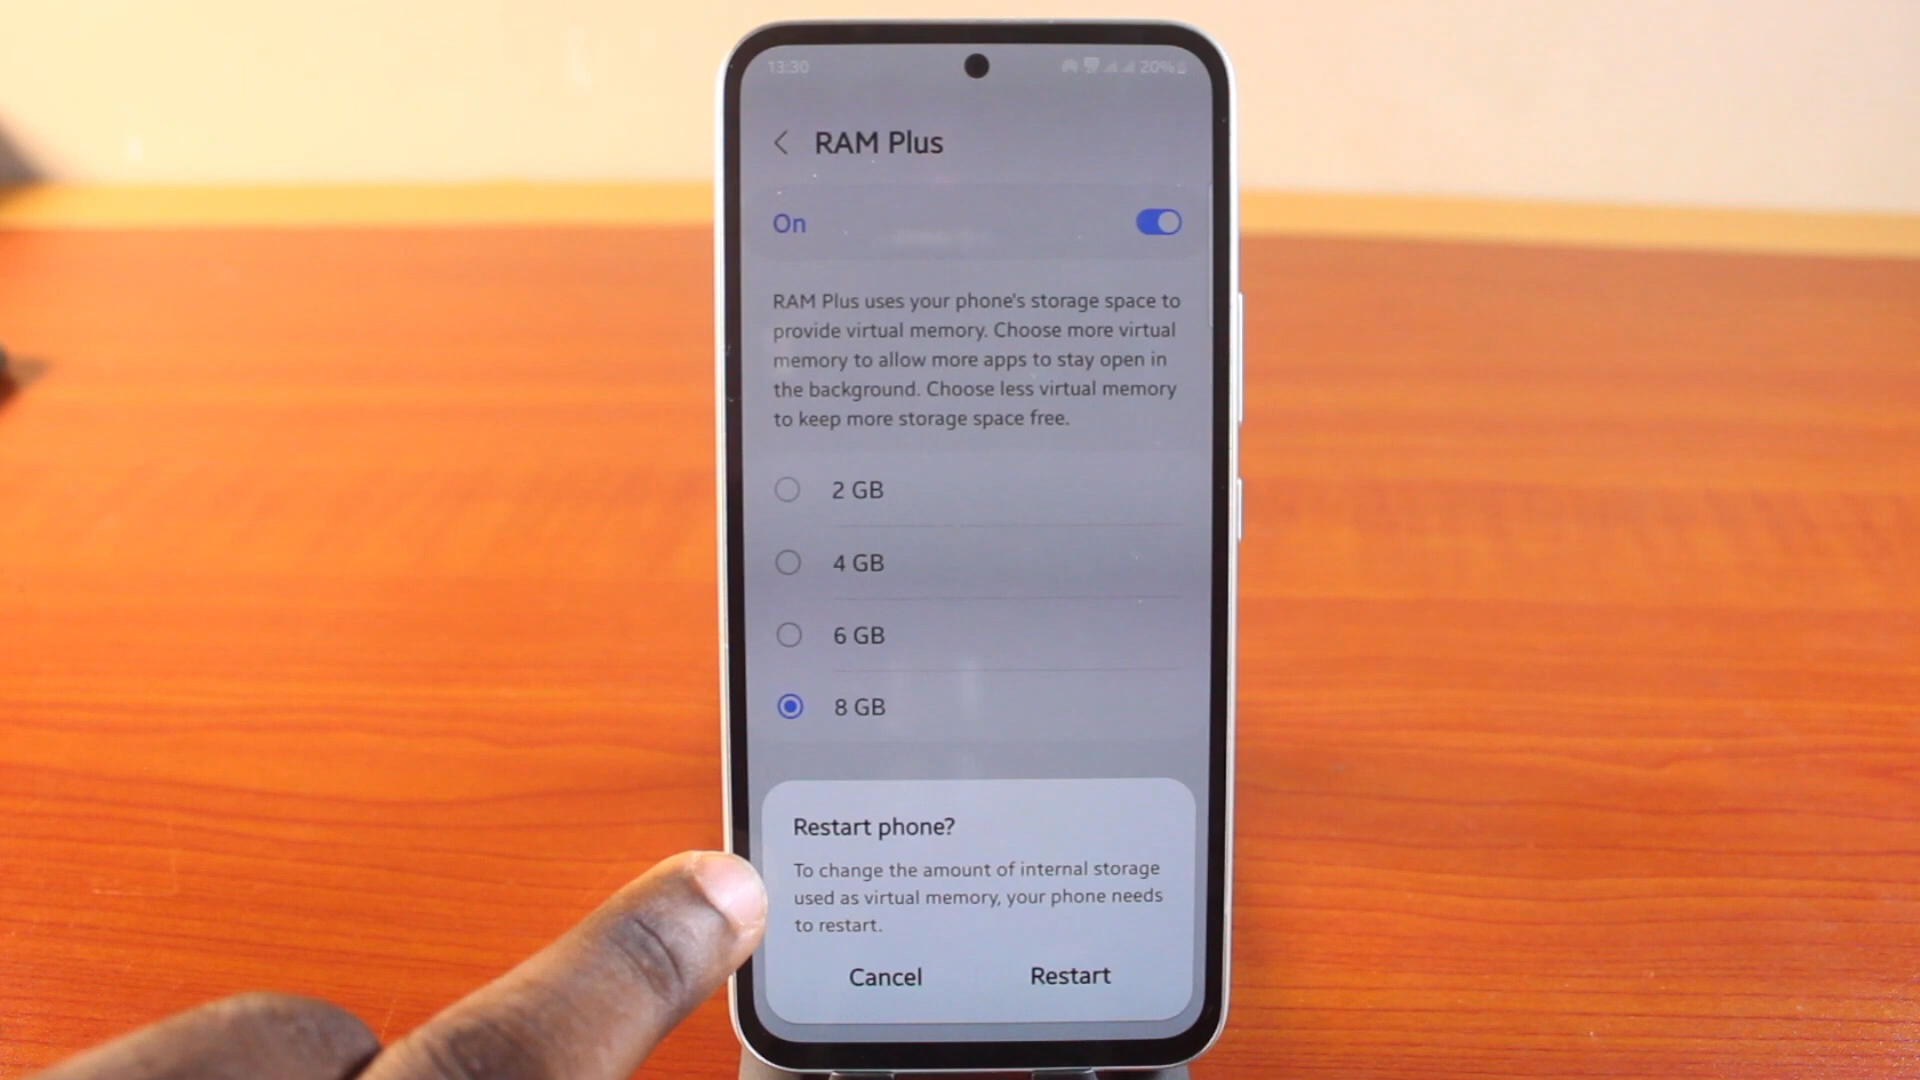 13:30 20%
RAM Plus
On
RAM Plus uses your phone's storage space to
provide virtual memory. Choose more virtual
memory to allow more apps to stay open in
the background. Choose less virtual memory
to keep more storage space free.
2 GB
4 GB
6 GB
8 GB
Restart phone?
To change the amount of internal storage
used as virtual memory, your phone needs
to restart.
Cancel Restart